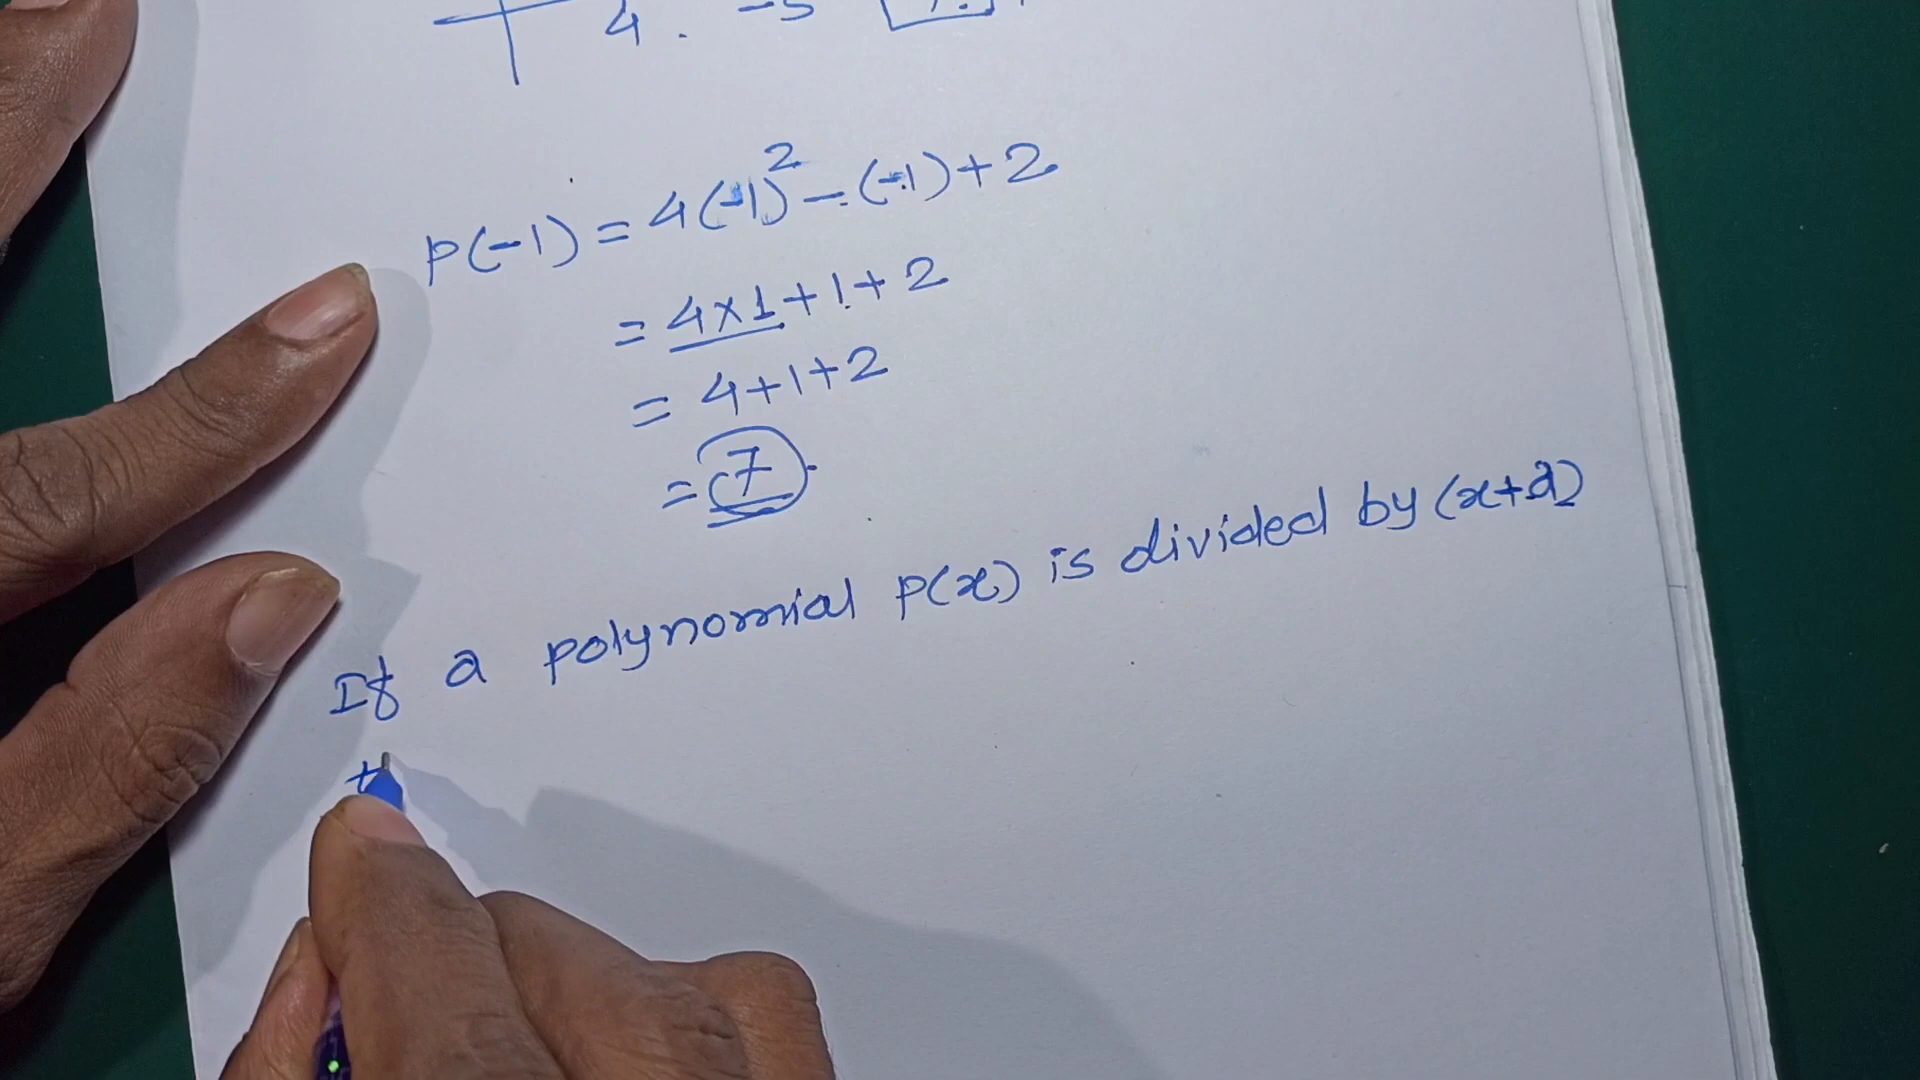 4 . -5
P(-1) = 4(-1)² - (-1) + 2
= 4×1 + 1 + 2
= 4+1+2
= 7
If a polynomial P(x) is divided by (x+a)